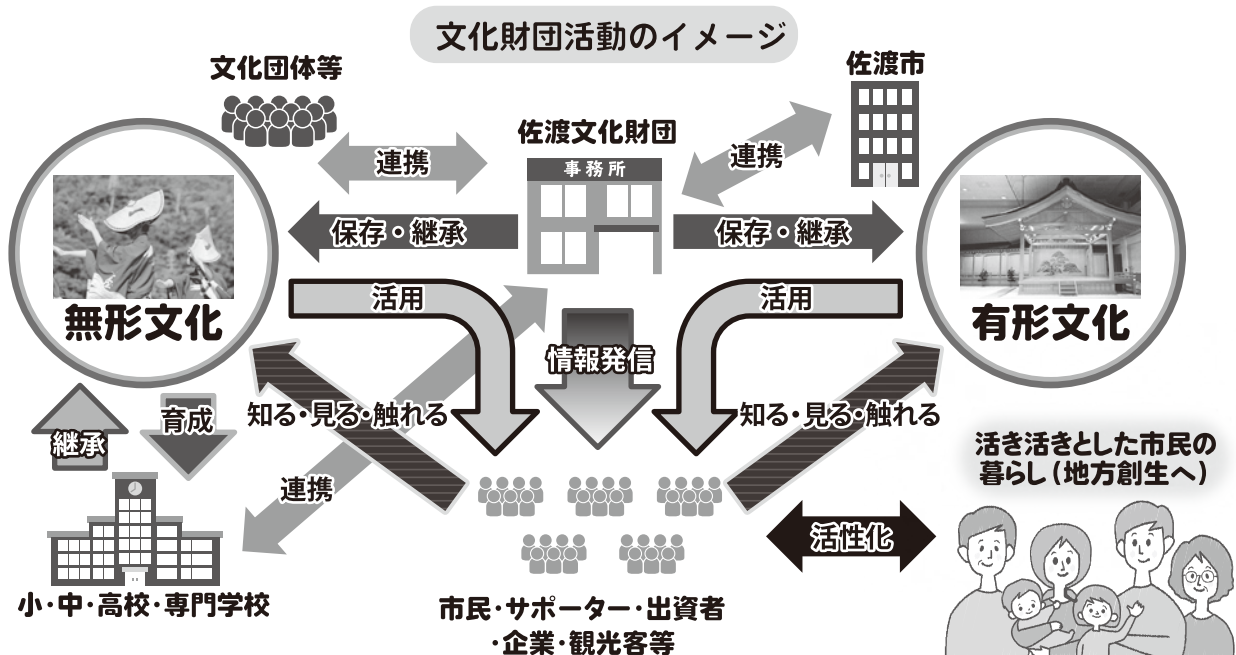 文化財団活動のイメージ
文化団体等
佐渡市
佐渡文化財団
事務所
連携
連携
保存・継承
保存・継承
無形文化
有形文化
活用
活用
情報発信
知る・見る・触れる
知る・見る・触れる
継承
育成
連携
活き活きとした市民の
暮らし（地方創生へ）
活性化
小・中・高校・専門学校
市民・サポーター・出資者
・企業・観光客等